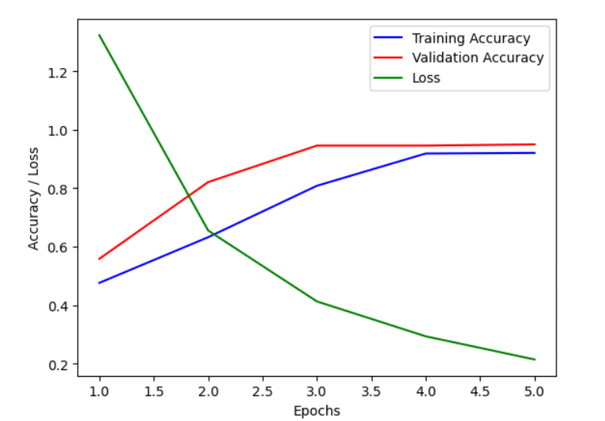 Training Accuracy
Validation Accuracy
Loss
Accuracy / Loss
1.2
1.0
0.8
0.6
0.4
0.2
1.0 1.5 2.0 2.5 3.0 3.5 4.0 4.5 5.0
Epochs